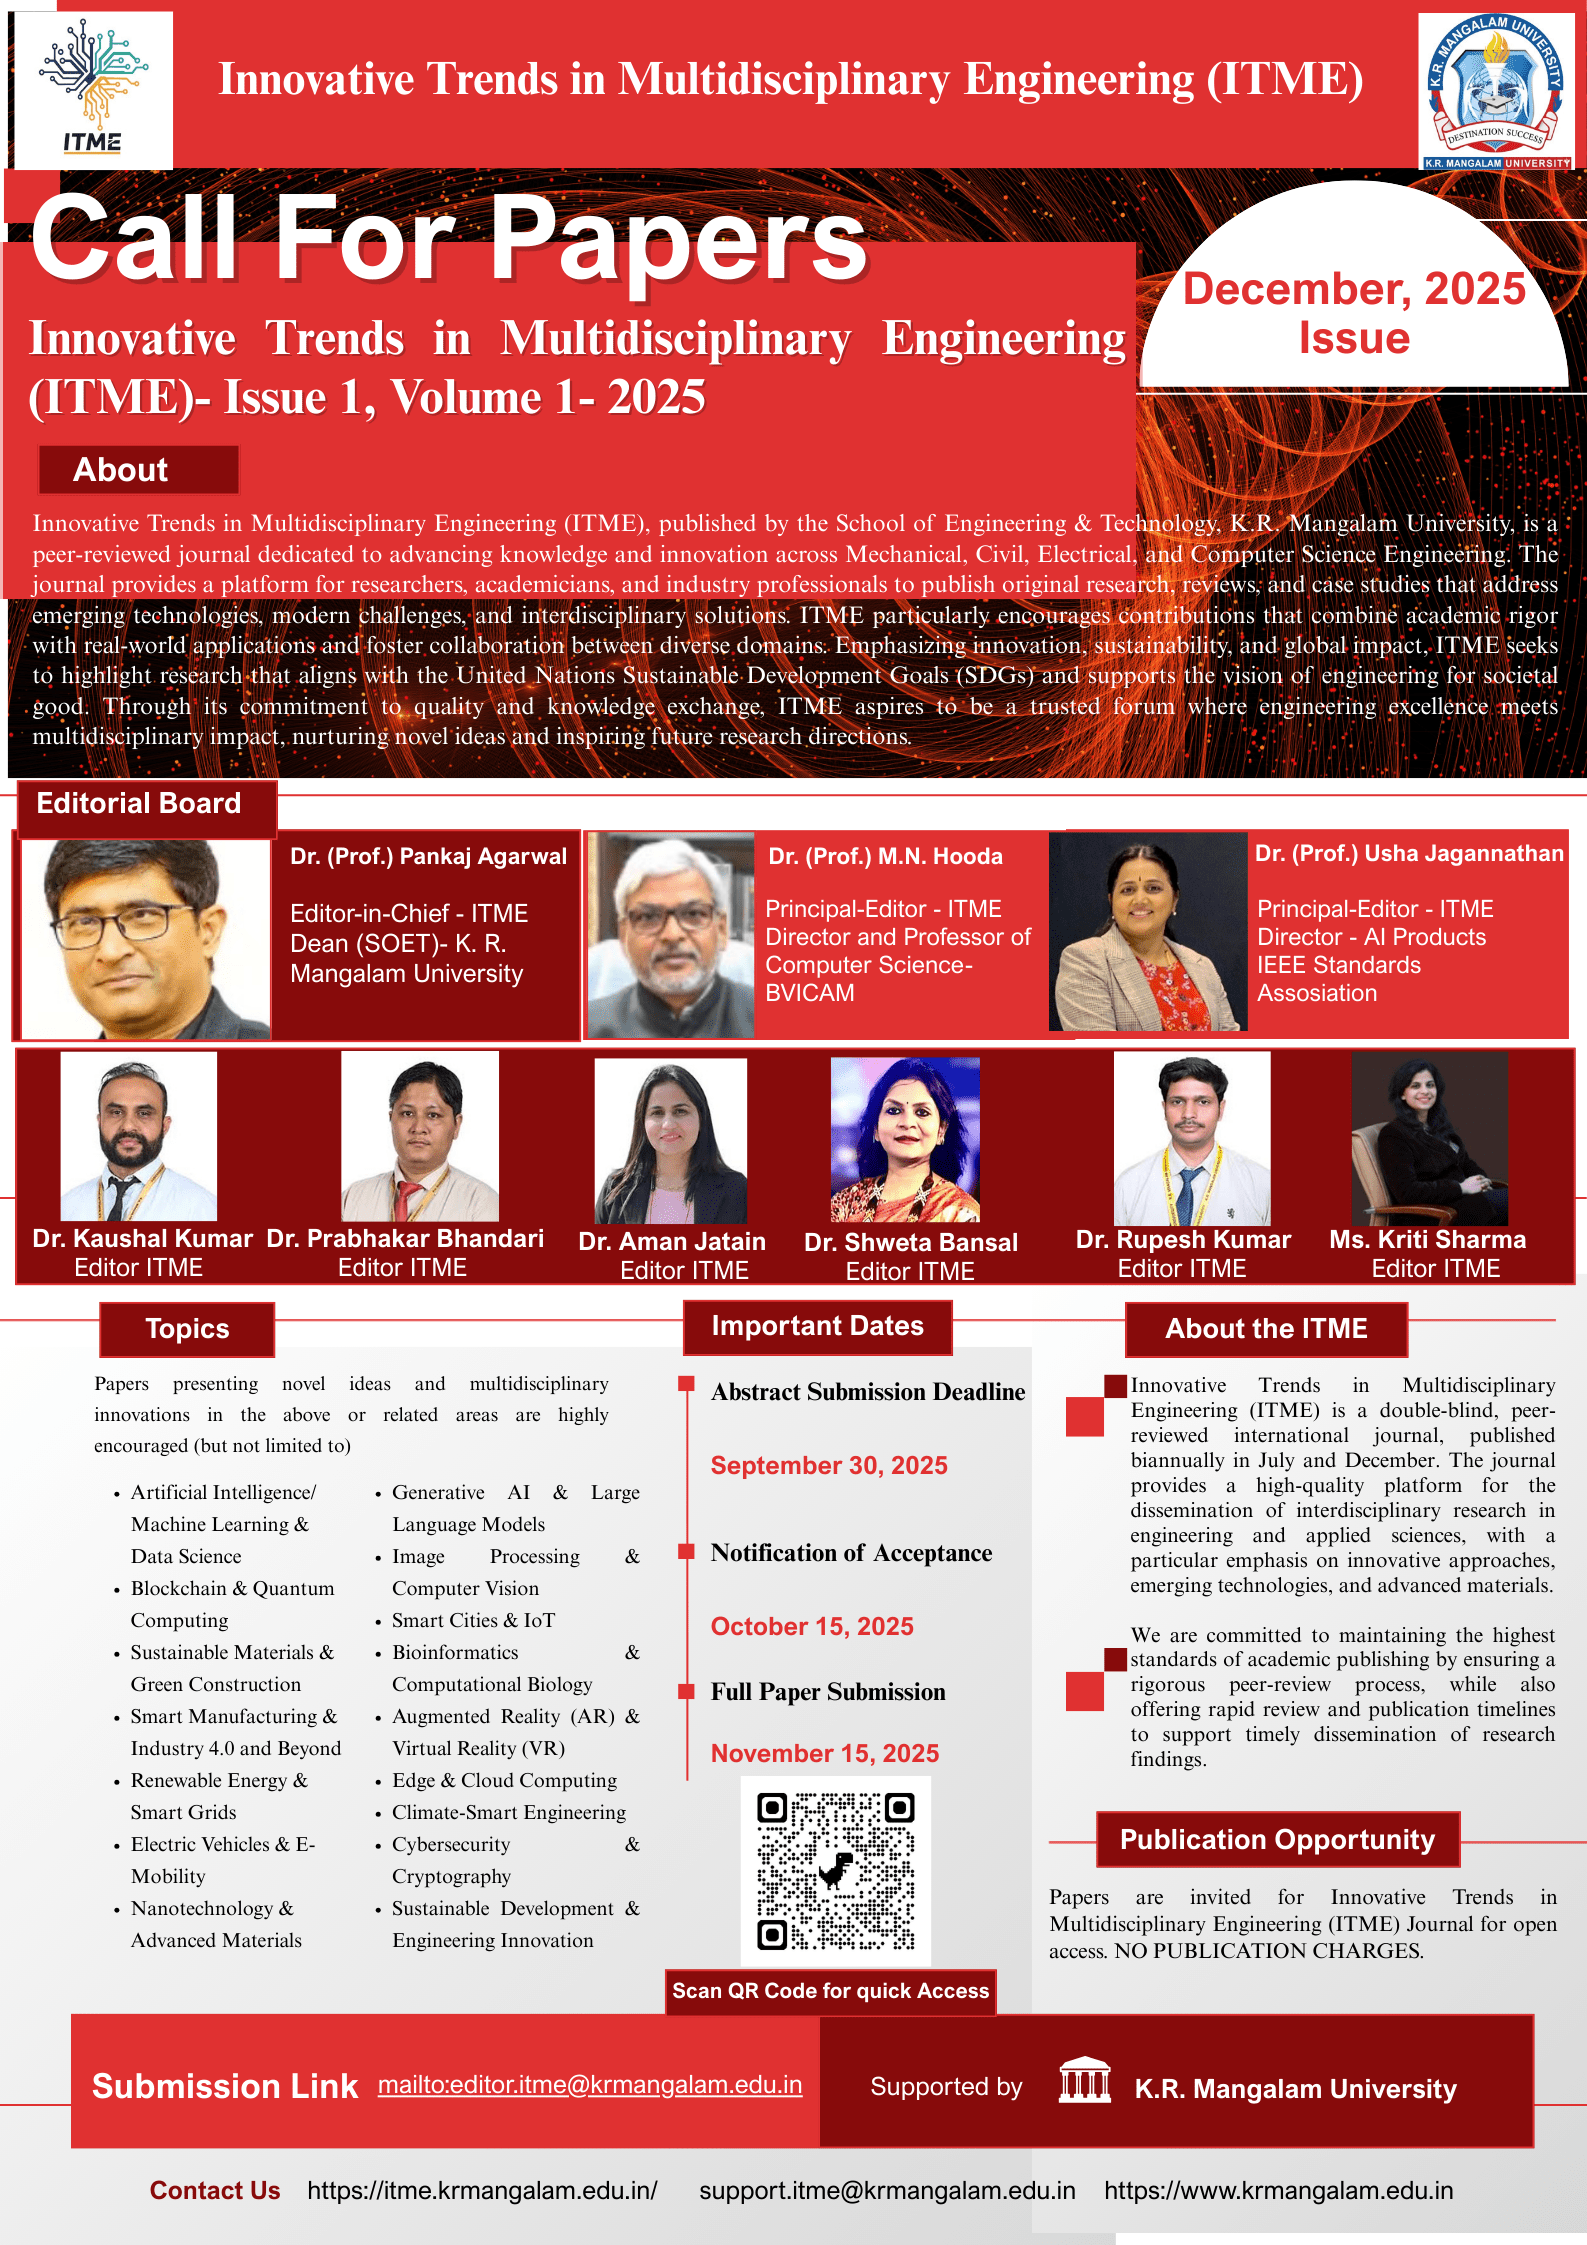 ITME
Innovative Trends in Multidisciplinary Engineering (ITME)
K.R. MANGALAM UNIVERSITY
DESTINATION SUCCESS
K.R. MANGALAM UNIVERSITY
Call For Papers
December, 2025
Issue
Innovative Trends in Multidisciplinary Engineering
(ITME)- Issue 1, Volume 1- 2025
About
Innovative Trends in Multidisciplinary Engineering (ITME), published by the School of Engineering & Technology, K.R. Mangalam University, is a
peer-reviewed journal dedicated to advancing knowledge and innovation across Mechanical, Civil, Electrical, and Computer Science Engineering. The
journal provides a platform for researchers, academicians, and industry professionals to publish original research, reviews, and case studies that address
emerging technologies, modern challenges, and interdisciplinary solutions. ITME particularly encourages contributions that combine academic rigor
with real-world applications and foster collaboration between diverse domains. Emphasizing innovation, sustainability, and global impact, ITME seeks
to highlight research that aligns with the United Nations Sustainable Development Goals (SDGs) and supports the vision of engineering for societal
good. Through its commitment to quality and knowledge exchange, ITME aspires to be a trusted forum where engineering excellence meets
multidisciplinary impact, nurturing novel ideas and inspiring future research directions.
Editorial Board
Dr. (Prof.) Pankaj Agarwal
Editor-in-Chief - ITME
Dean (SOET)- K. R.
Mangalam University
Dr. (Prof.) M.N. Hooda
Principal-Editor - ITME
Director and Professor of
Computer Science-
BVICAM
Dr. (Prof.) Usha Jagannathan
Principal-Editor - ITME
Director - AI Products
IEEE Standards
Assosiation
Dr. Kaushal Kumar
Editor ITME
Dr. Prabhakar Bhandari
Editor ITME
Dr. Aman Jatain
Editor ITME
Dr. Shweta Bansal
Editor ITME
Dr. Rupesh Kumar
Editor ITME
Ms. Kriti Sharma
Editor ITME
Topics
Papers presenting novel ideas and multidisciplinary
innovations in the above or related areas are highly
encouraged (but not limited to)
• Artificial Intelligence/
Machine Learning &
Data Science
• Blockchain & Quantum
Computing
• Sustainable Materials &
Green Construction
• Smart Manufacturing &
Industry 4.0 and Beyond
• Renewable Energy &
Smart Grids
• Electric Vehicles & E-
Mobility
• Nanotechnology &
Advanced Materials
• Generative AI & Large
Language Models
• Image Processing &
Computer Vision
• Smart Cities & IoT
• Bioinformatics &
Computational Biology
• Augmented Reality (AR) &
Virtual Reality (VR)
• Edge & Cloud Computing
• Climate-Smart Engineering
• Cybersecurity &
Cryptography
• Sustainable Development &
Engineering Innovation
Important Dates
Abstract Submission Deadline
September 30, 2025
Notification of Acceptance
October 15, 2025
Full Paper Submission
November 15, 2025
Scan QR Code for quick Access
About the ITME
Innovative Trends in Multidisciplinary
Engineering (ITME) is a double-blind, peer-
reviewed international journal, published
biannually in July and December. The journal
provides a high-quality platform for the
dissemination of interdisciplinary research in
engineering and applied sciences, with a
particular emphasis on innovative approaches,
emerging technologies, and advanced materials.
We are committed to maintaining the highest
standards of academic publishing by ensuring a
rigorous peer-review process, while also
offering rapid review and publication timelines
to support timely dissemination of research
findings.
Publication Opportunity
Papers are invited for Innovative Trends in
Multidisciplinary Engineering (ITME) Journal for open
access. NO PUBLICATION CHARGES.
Submission Link mailto:editor.itme@krmangalam.edu.in
Supported by K.R. Mangalam University
Contact Us https://itme.krmangalam.edu.in/ support.itme@krmangalam.edu.in https://www.krmangalam.edu.in